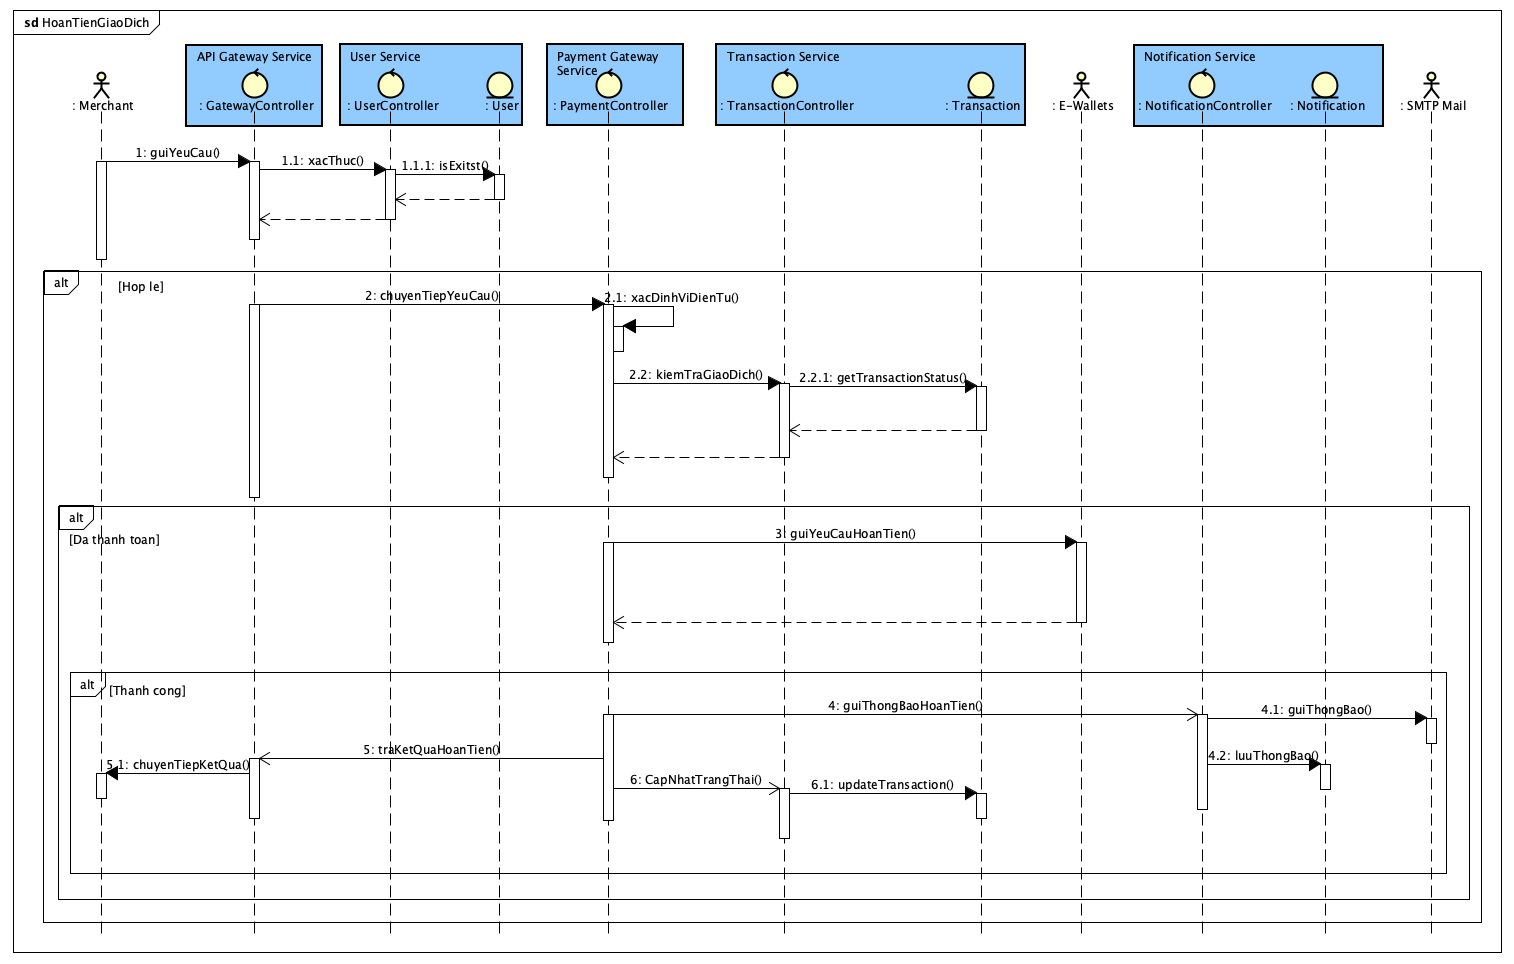 sd HoanTienGiaoDich
API Gateway Service
User Service
Payment Gateway
Service
Transaction Service
Notification Service
: Merchant
: GatewayController
: UserController
: User
: PaymentController
: TransactionController
: Transaction
: E-Wallets
: NotificationController
: Notification
: SMTP Mail
1: guiYeuCau()
1.1: xacThuc()
1.1.1: isExitst()
alt
[Hop le]
2: chuyenTiepYeuCau()
2.1: xacDinhViDienTu()
2.2: kiemTraGiaoDich()
2.2.1: getTransactionStatus()
alt
[Da thanh toan]
3: guiYeuCauHoanTien()
alt
[Thanh cong]
4: guiThongBaoHoanTien()
4.1: guiThongBao()
5: traKetQuaHoanTien()
4.2: luuThongBao()
5.1: chuyenTiepKetQua()
6: CapNhatTrangThai()
6.1: updateTransaction()